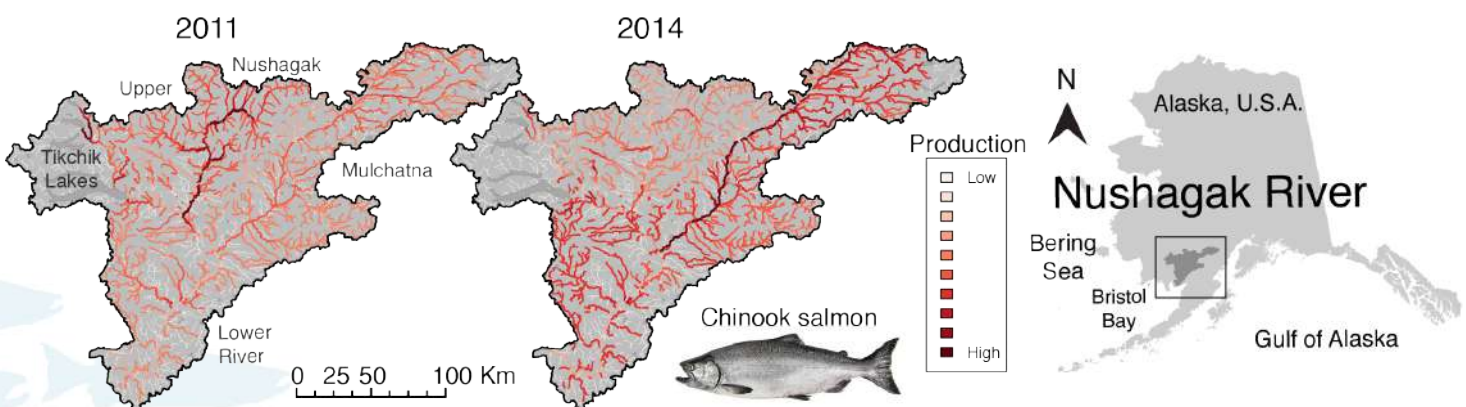 2011
Upper
Nushagak
Tikchik
Lakes
Mulchatna
Lower
River
0 25 50 100 Km
2014
Chinook salmon
Production
Low
High
N
Alaska, U.S.A.
Nushagak River
Bering
Sea
Bristol
Bay
Gulf of Alaska